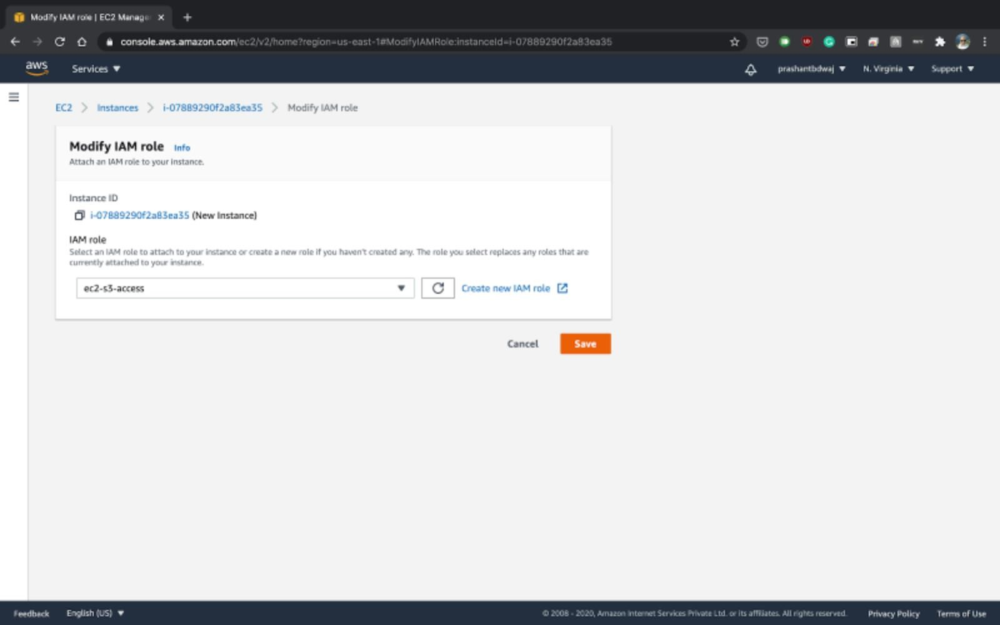 Modify IAM role | EC2 Manage
console.aws.amazon.com/ec2/v2/home?region=us-east-1#ModifyIAMRole:instanceId=i-07889290f2a83ea35
aws
Services
prashantbdwaj
N. Virginia
Support
EC2
Instances
i-07889290f2a83ea35
Modify IAM role
Modify IAM role Info
Attach an IAM role to your instance.
Instance ID
i-07889290f2a83ea35 (New Instance)
IAM role
Select an IAM role to attach to your instance or create a new role if you haven't created any. The role you select replaces any roles that are
currently attached to your instance.
ec2-s3-access
Create new IAM role
Cancel
Save
Feedback
English (US)
© 2008 - 2020, Amazon Internet Services Private Ltd. or its affiliates. All rights reserved.
Privacy Policy
Terms of Use